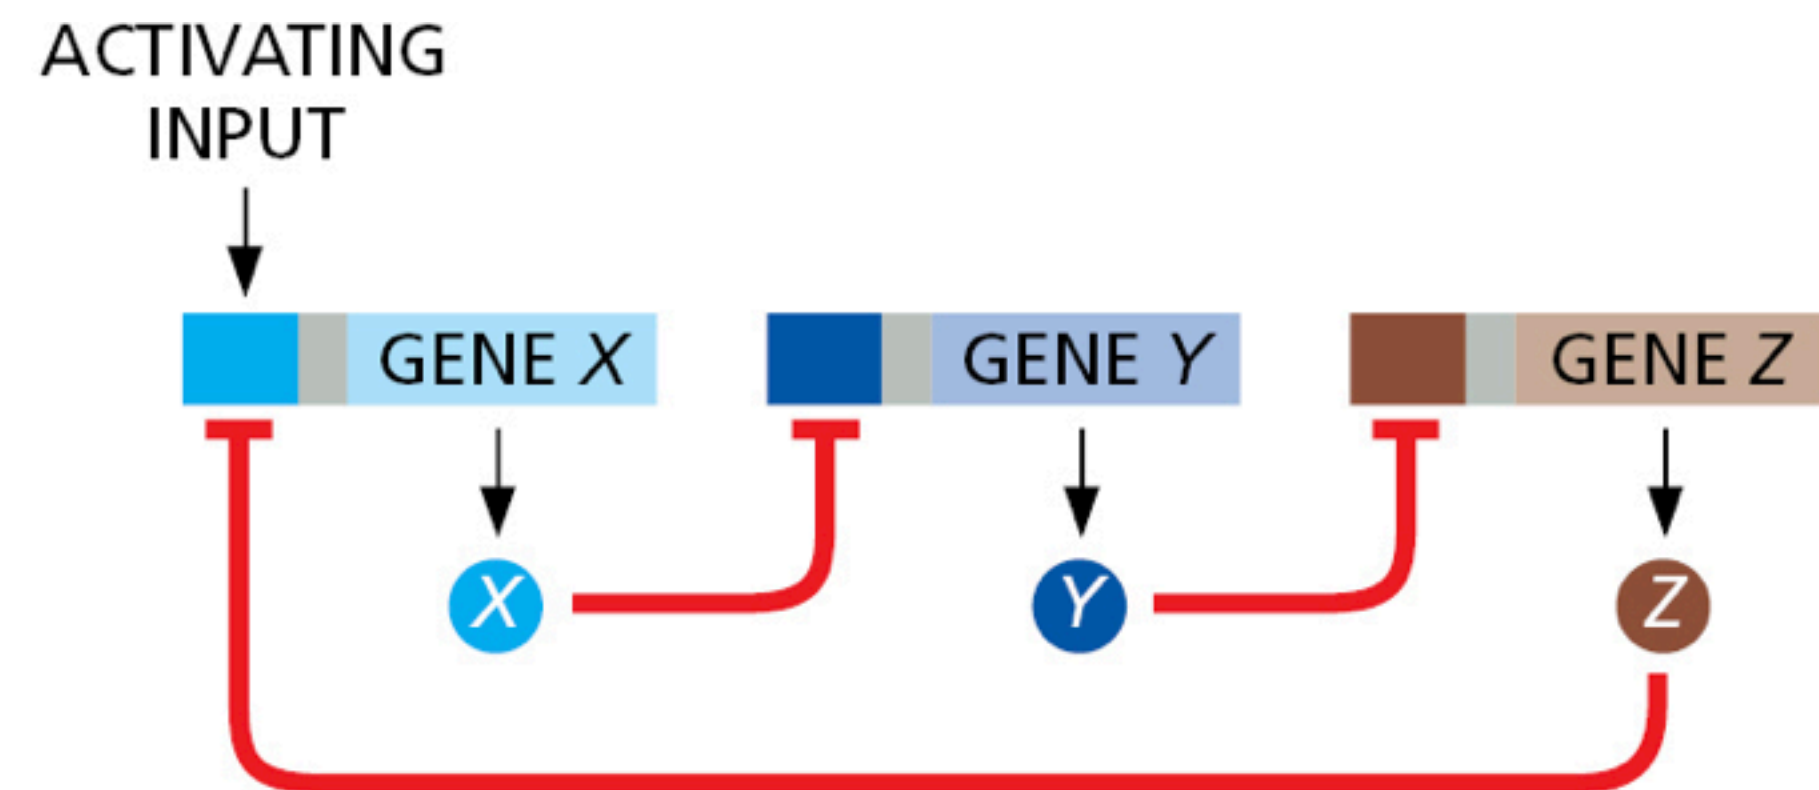 ACTIVATING
INPUT
GENE X
GENE Y
GENE Z
X
Y
Z